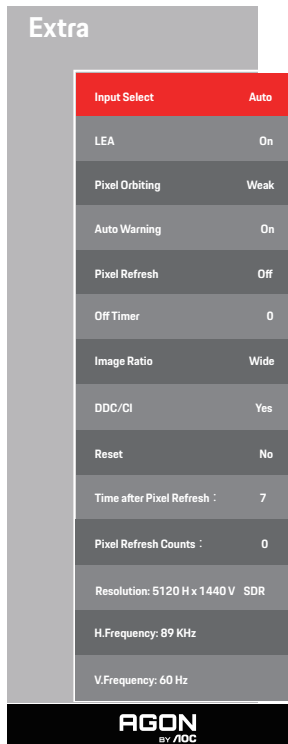 Extra
Input Select Auto
LEA On
Pixel Orbiting Weak
Auto Warning On
Pixel Refresh Off
Off Timer 0
Image Ratio Wide
DDC/CI Yes
Reset No
Time after Pixel Refresh : 7
Pixel Refresh Counts : 0
Resolution: 5120 H x 1440 V SDR
H.Frequency: 89 KHz
V.Frequency: 60 Hz
AGON
BY AOC